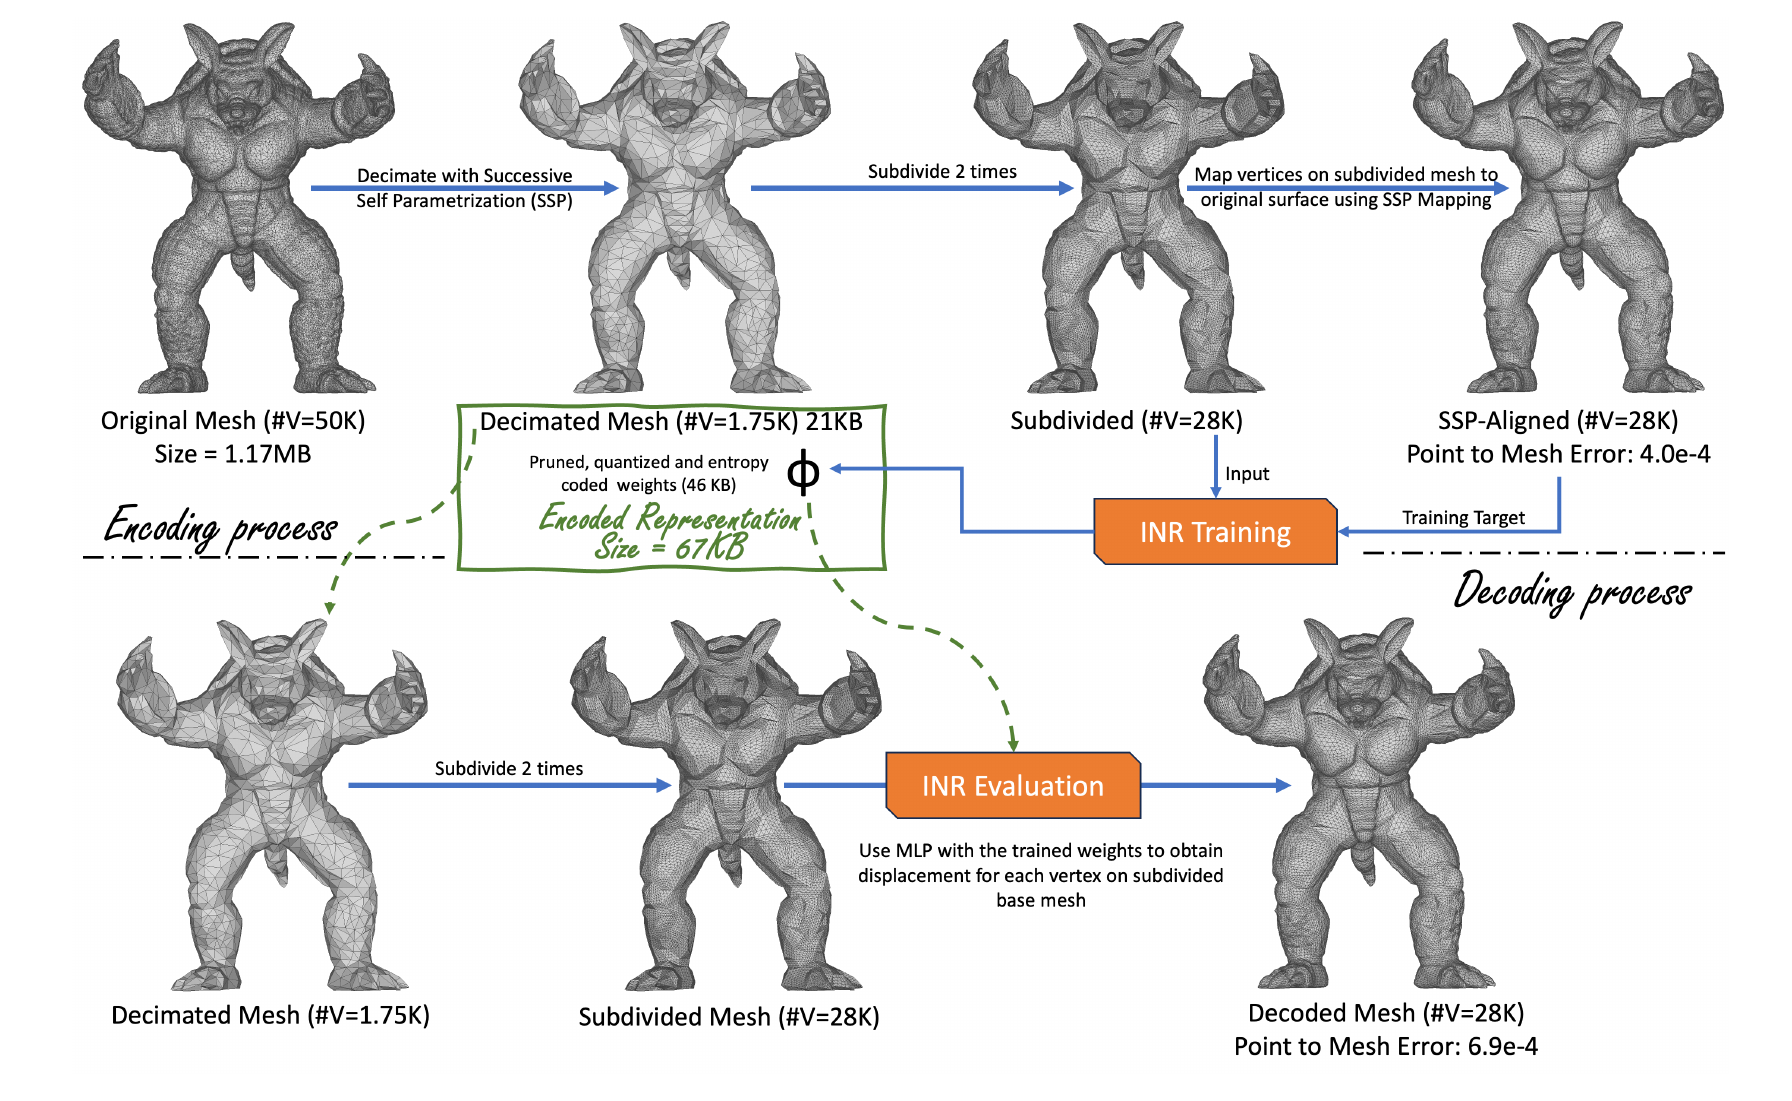 Decimate with Successive
Self Parametrization (SSP)
Subdivide 2 times
Map vertices on subdivided mesh to
original surface using SSP Mapping
Original Mesh (#V=50K)
Size = 1.17MB
Decimated Mesh (#V=1.75K) 21KB
Pruned, quantized and entropy
coded weights (46 KB)
ϕ
Encoded Representation
Size = 67KB
Subdivided (#V=28K)
SSP-Aligned (#V=28K)
Point to Mesh Error: 4.0e-4
Input
INR Training
Training Target
Encoding process
Decoding process
Subdivide 2 times
INR Evaluation
Use MLP with the trained weights to obtain
displacement for each vertex on subdivided
base mesh
Decimated Mesh (#V=1.75K)
Subdivided Mesh (#V=28K)
Decoded Mesh (#V=28K)
Point to Mesh Error: 6.9e-4